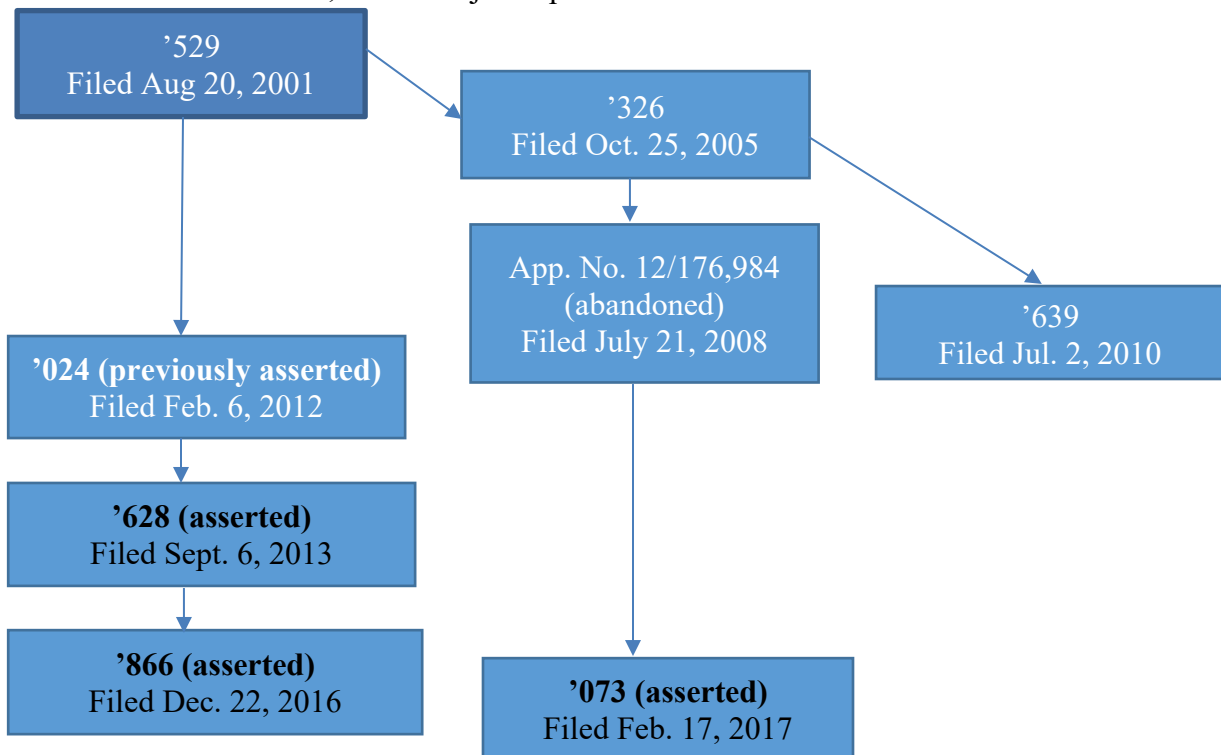 ’529
Filed Aug 20, 2001
’326
Filed Oct. 25, 2005
App. No. 12/176,984
(abandoned)
Filed July 21, 2008
’639
Filed Jul. 2, 2010
’024 (previously asserted)
Filed Feb. 6, 2012
’628 (asserted)
Filed Sept. 6, 2013
’866 (asserted)
Filed Dec. 22, 2016
’073 (asserted)
Filed Feb. 17, 2017